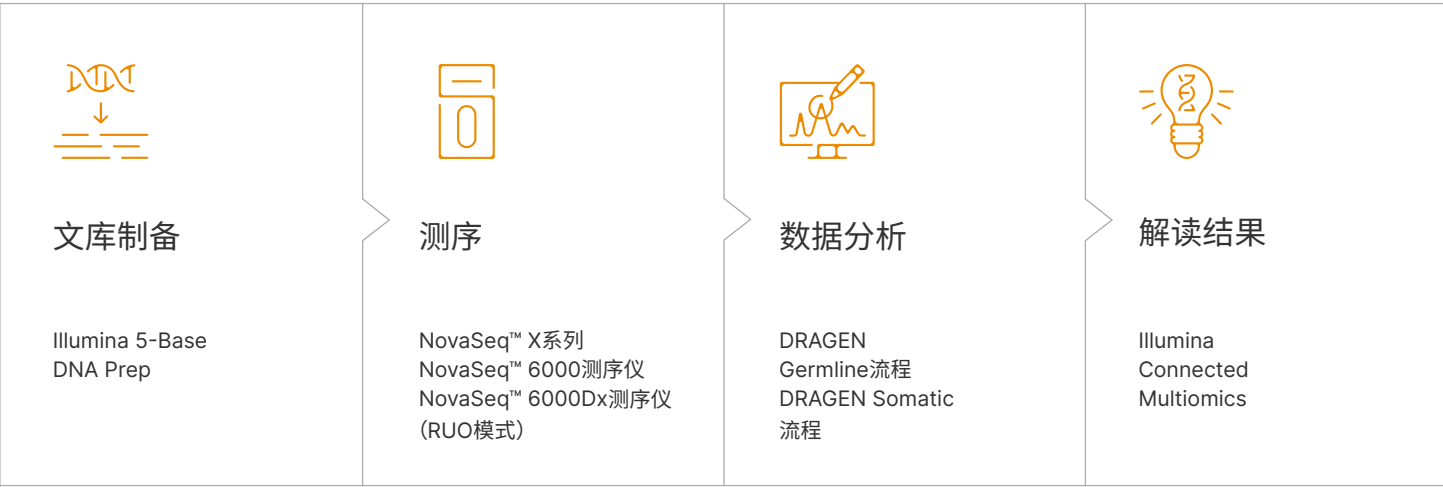 文库制备
Illumina 5-Base
DNA Prep
测序
NovaSeq™ X系列
NovaSeq™ 6000测序仪
NovaSeq™ 6000Dx测序仪
（RUO模式）
数据分析
DRAGEN
Germline流程
DRAGEN Somatic
流程
解读结果
Illumina
Connected
Multiomics